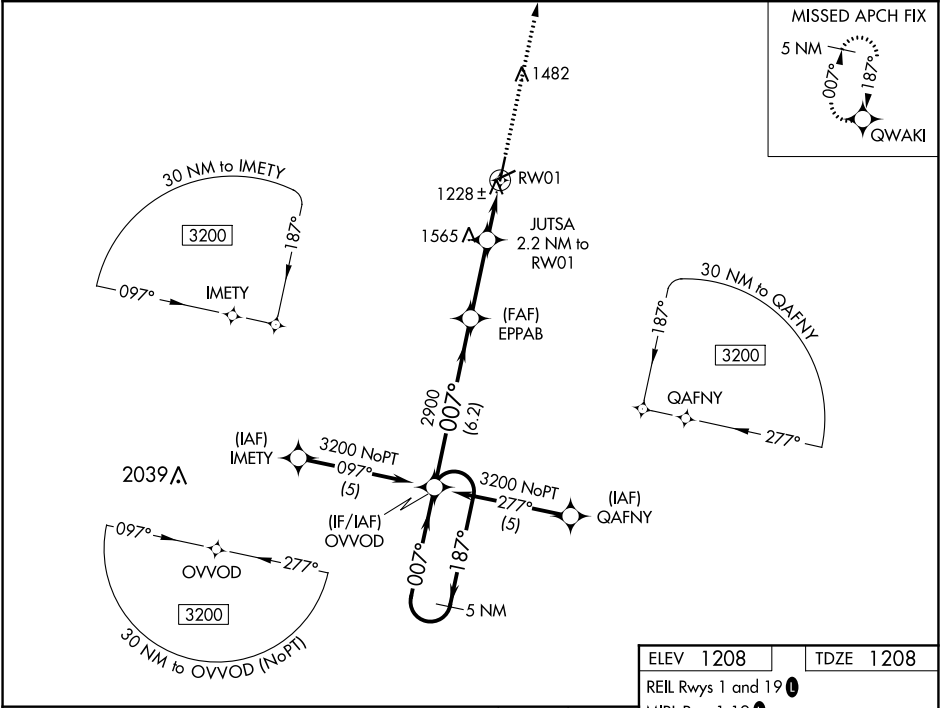 MISSED APCH FIX
5 NM
007°
187°
QWAKI
1482
RW01
1228 ±
1565
JUTSA
2.2 NM to
RW01
30 NM to IMETY
3200
187°
097°
IMETY
(FAF)
EPPAB
30 NM to QAFNY
187°
3200
QAFNY
277°
2900
007°
(6.2)
(IAF)
IMETY
3200 NoPT
097°
(5)
3200 NoPT
277°
(5)
(IAF)
QAFNY
2039
(IF/IAF)
OVVOD
007°
187°
5 NM
097°
277°
OVVOD
3200
30 NM to OVVOD (NoPT)
ELEV 1208
TDZE 1208
REIL Rwys 1 and 19 L